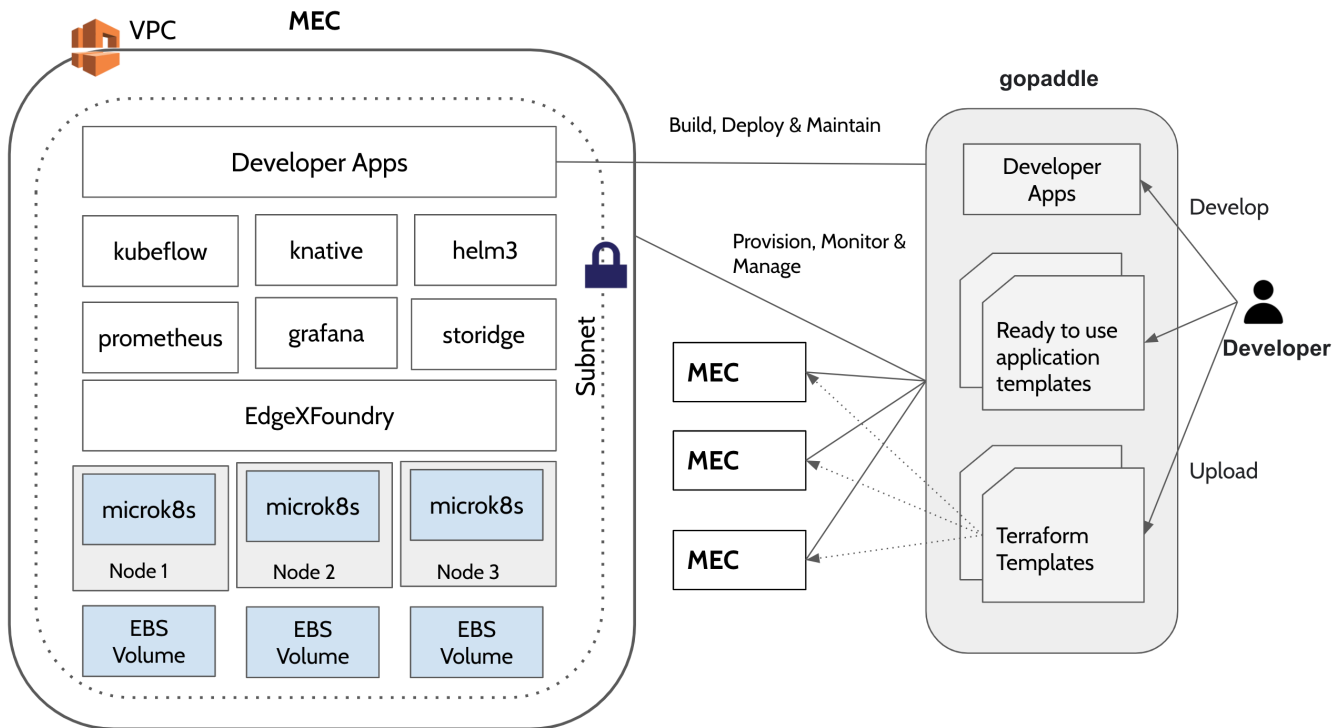 VPC
MEC
Developer Apps
kubeflow
knative
helm3
prometheus
grafana
storidge
EdgeXFoundry
microk8s
microk8s
microk8s
Node 1
Node 2
Node 3
EBS
Volume
EBS
Volume
EBS
Volume
Subnet
Build, Deploy & Maintain
Provision, Monitor &
Manage
MEC
MEC
MEC
gopaddle
Developer
Apps
Ready to use
application
templates
Terraform
Templates
Develop
Developer
Upload